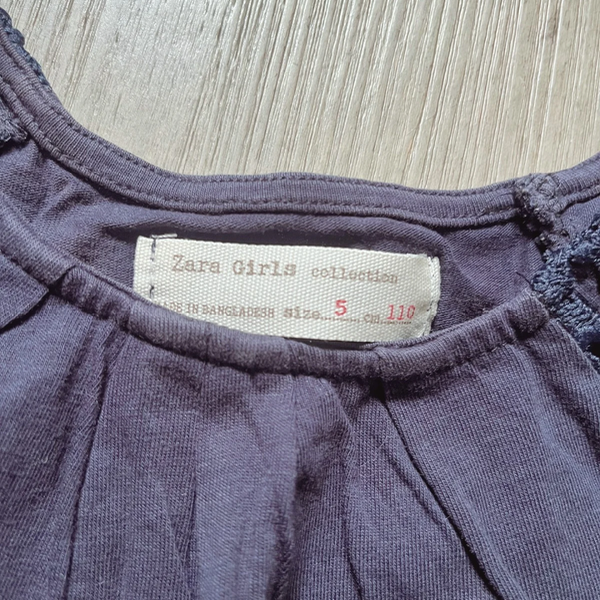 Zara Girls collection
MADE IN BANGLADESH size 5 cm 110